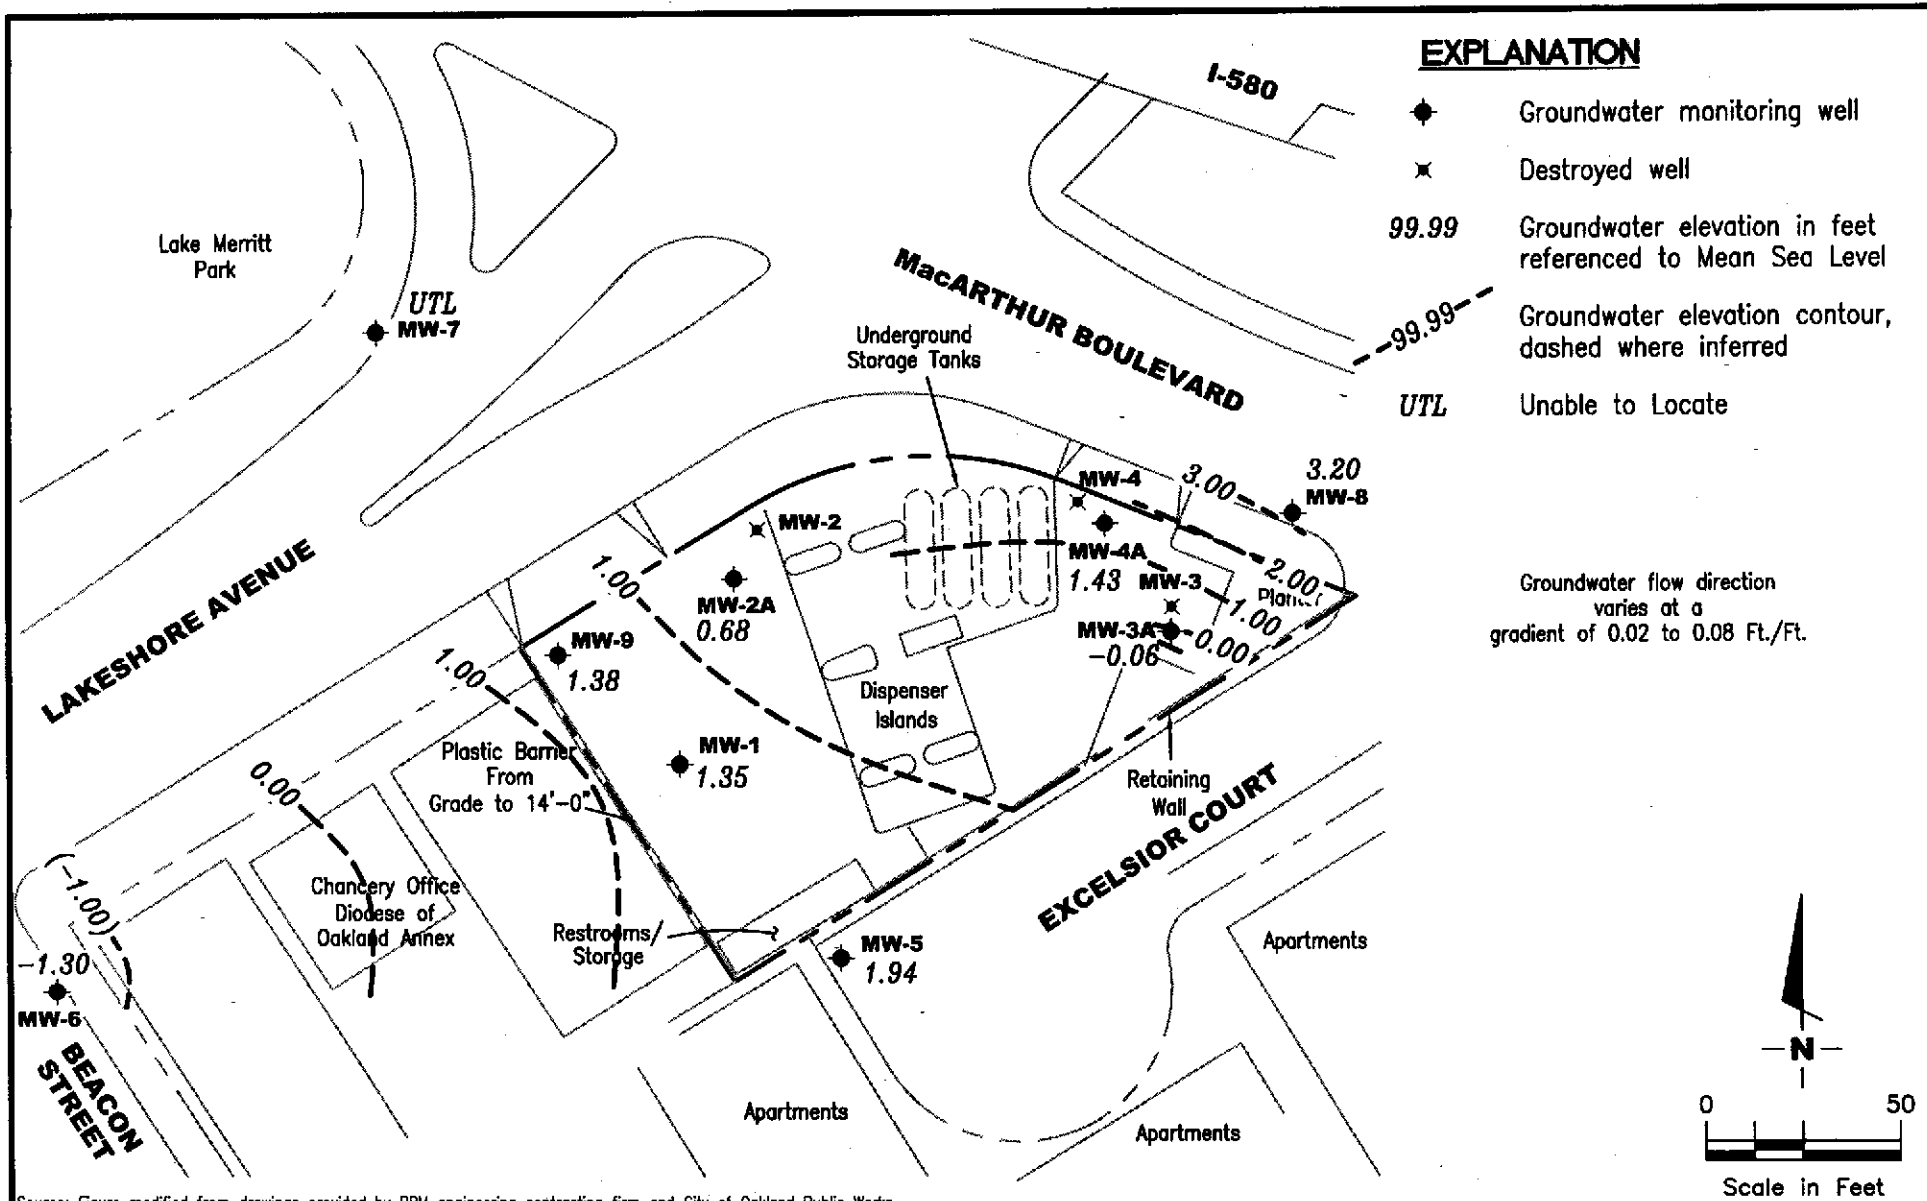 EXPLANATION
Groundwater monitoring well
Destroyed well
99.99
Groundwater elevation in feet
referenced to Mean Sea Level
99.99
Groundwater elevation contour,
dashed where inferred
UTL
Unable to Locate
I-580
Lake Merritt
Park
UTL
MW-7
MacARTHUR BOULEVARD
Underground
Storage Tanks
LAKESHORE AVENUE
MW-4
3.00
3.20
MW-8
MW-2
MW-4A
1.43
MW-3
2.00
Planter
1.00
MW-3A
-0.06
0.00
1.00
MW-2A
0.68
MW-9
1.38
1.00
Dispenser
Islands
MW-1
1.35
Plastic Barrier
From
Grade to 14'-0"
0.00
Retaining
Wall
EXCELSIOR COURT
Groundwater flow direction
varies at a
gradient of 0.02 to 0.08 Ft./Ft.
(-1.00)
Chancery Office
Diocese of
Oakland Annex
Restrooms/
Storage
MW-5
1.94
Apartments
-1.30
MW-6
BEACON
STREET
Apartments
Apartments
N
0 50
Scale in Feet